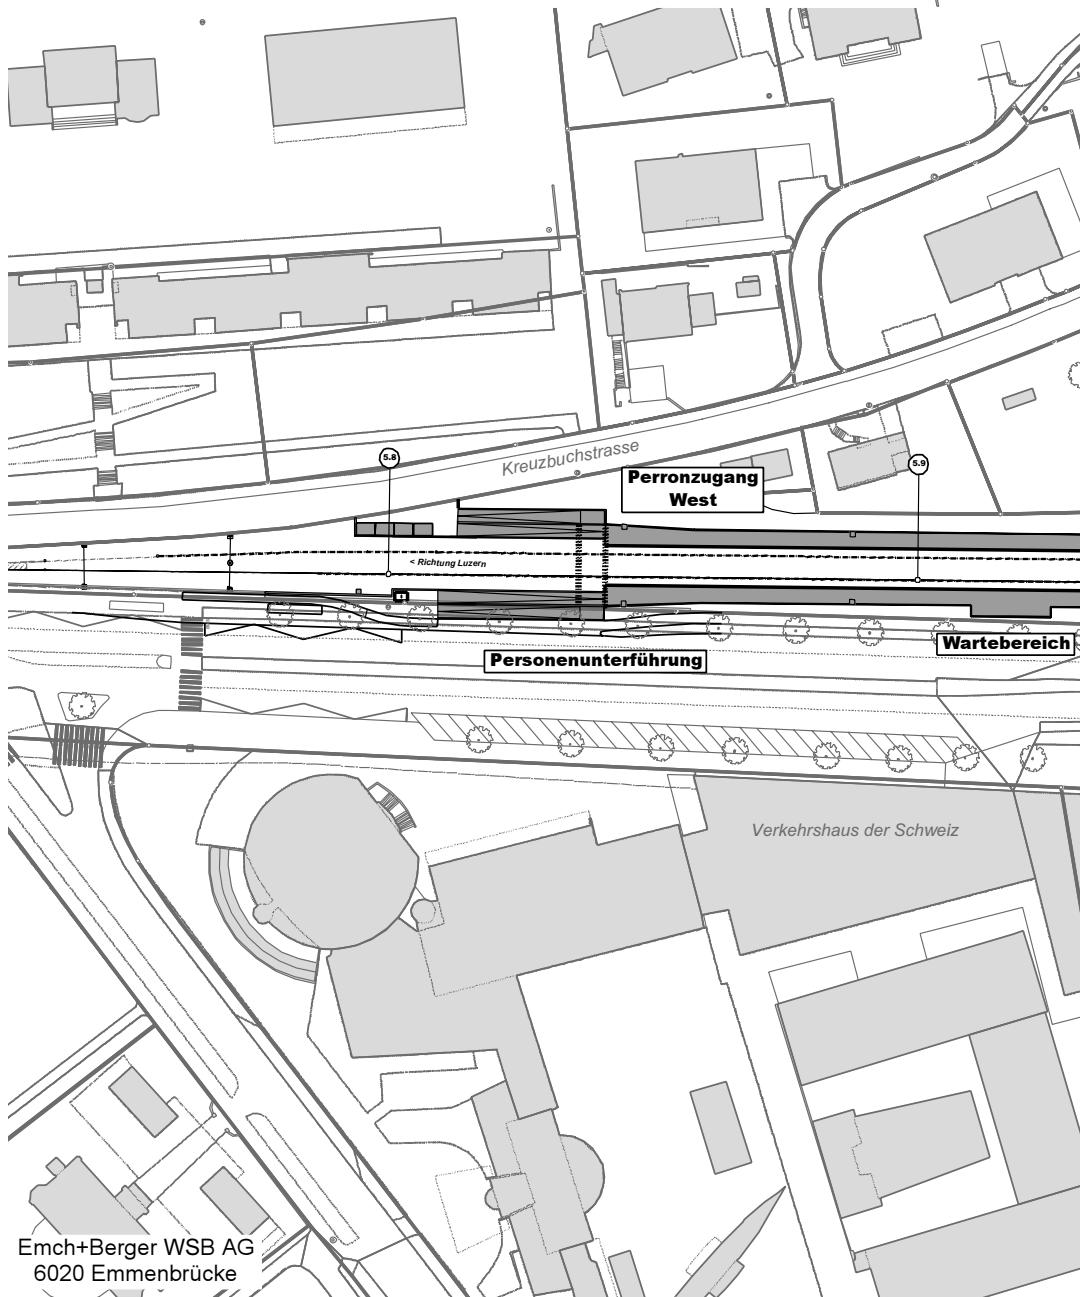 Kreuzbuchstrasse
5.8
5.9
Perronzugang
West
< Richtung Luzern
Wartebereich
Personenunterführung
Verkehrshaus der Schweiz
Emch+Berger WSB AG
6020 Emmenbrücke